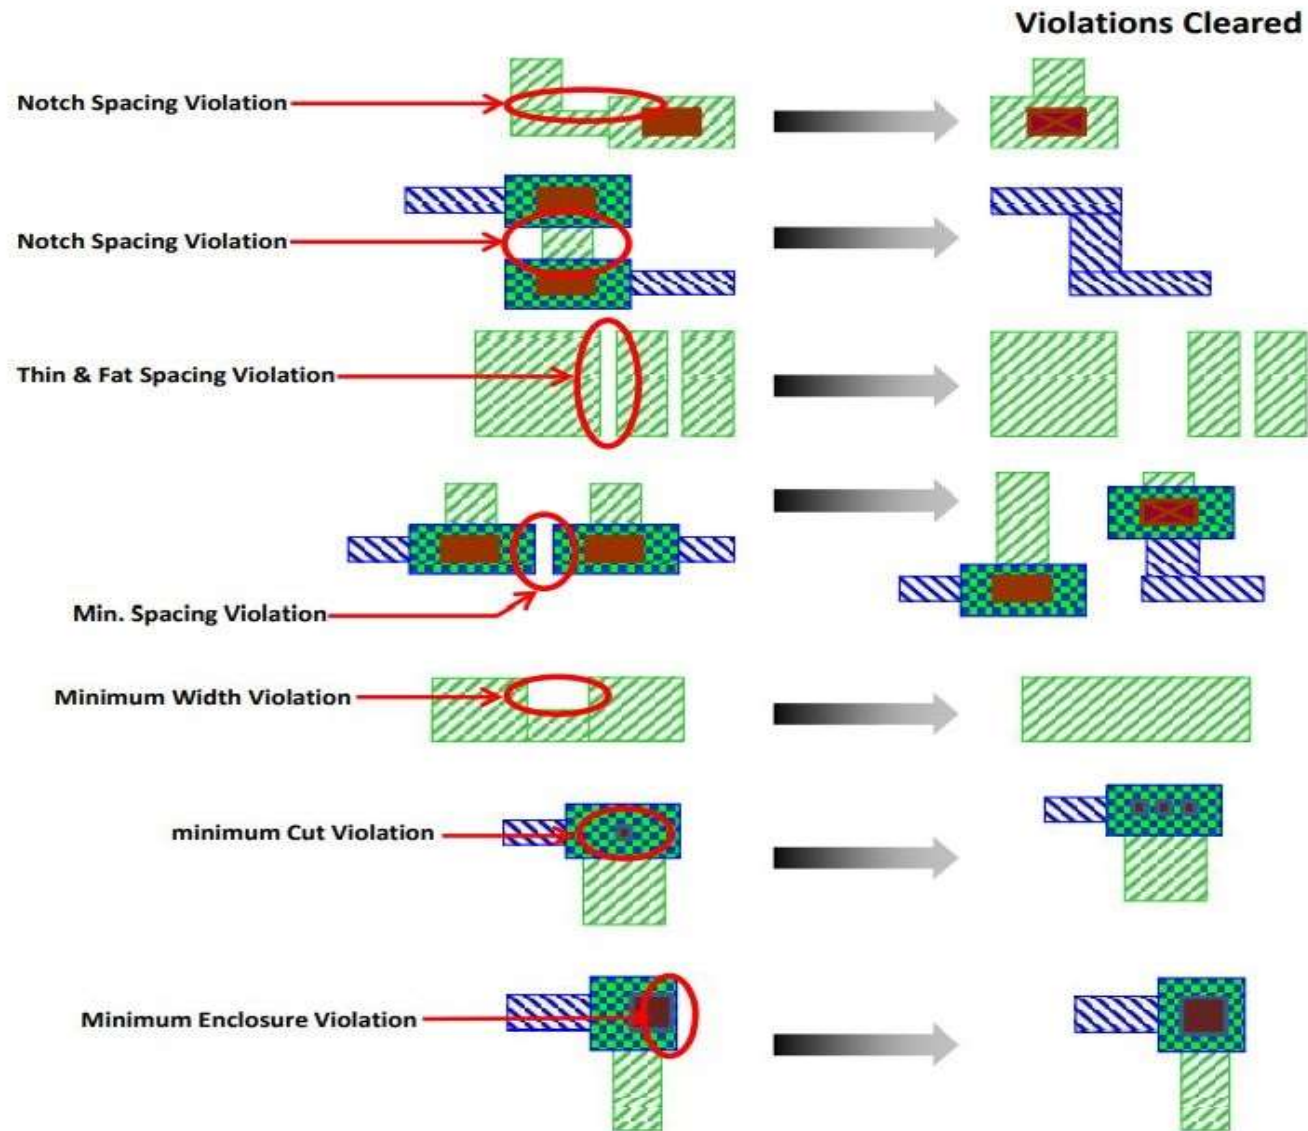 Violations Cleared
Notch Spacing Violation
Notch Spacing Violation
Thin & Fat Spacing Violation
Min. Spacing Violation
Minimum Width Violation
minimum Cut Violation
Minimum Enclosure Violation